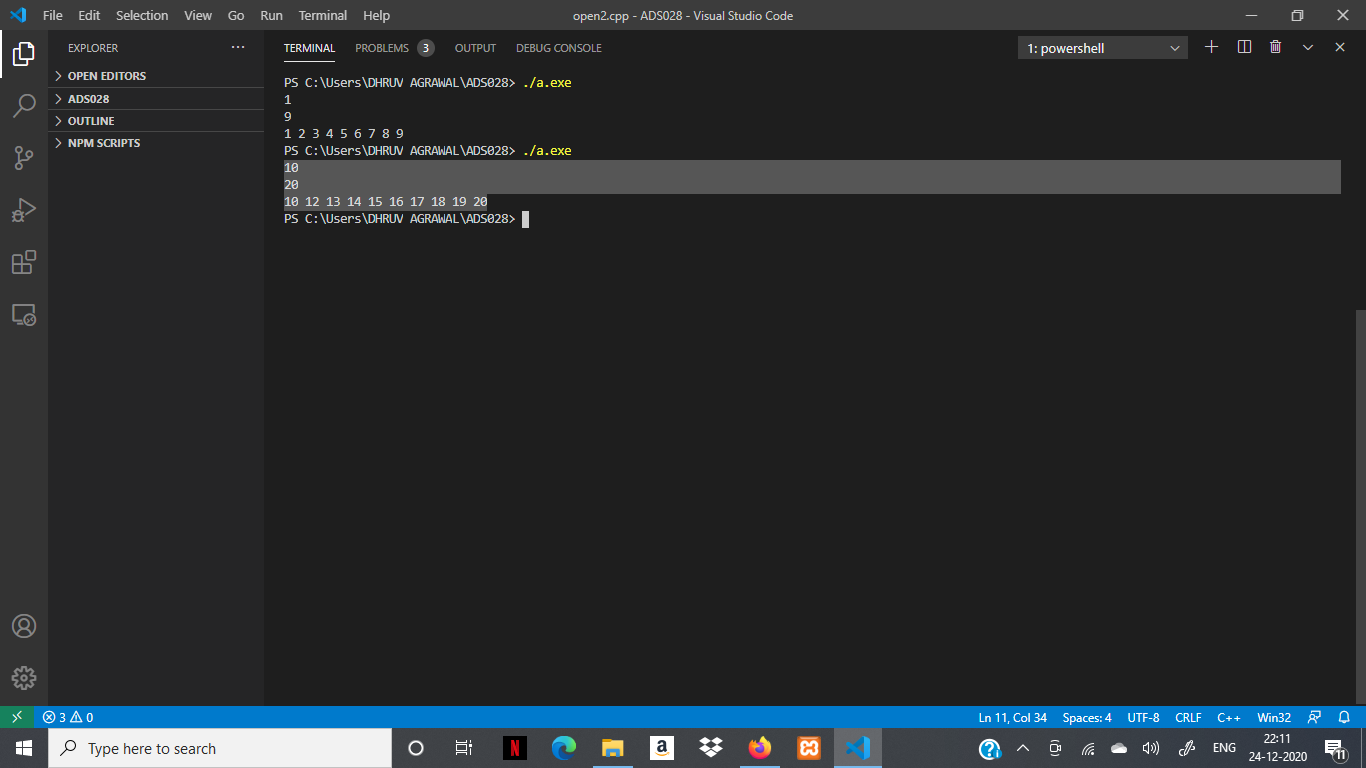 File Edit Selection View Go Run Terminal Help open2.cpp - ADS028 - Visual Studio Code
EXPLORER ··· TERMINAL PROBLEMS 3 OUTPUT DEBUG CONSOLE 1: powershell
OPEN EDITORS
ADS028
OUTLINE
NPM SCRIPTS
PS C:\Users\DHRUV AGRAWAL\ADS028> ./a.exe
1
9
1 2 3 4 5 6 7 8 9
PS C:\Users\DHRUV AGRAWAL\ADS028> ./a.exe
10
20
10 12 13 14 15 16 17 18 19 20
PS C:\Users\DHRUV AGRAWAL\ADS028>
3 0 Ln 11, Col 34 Spaces: 4 UTF-8 CRLF C++ Win32
Type here to search N a ENG 22:11
24-12-2020 11